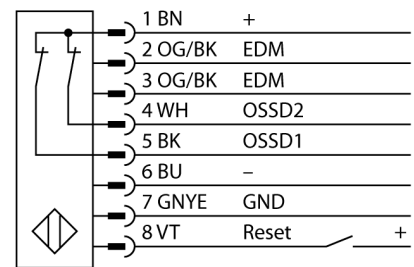 1 BN +
2 OG/BK EDM
3 OG/BK EDM
4 WH OSSD2
5 BK OSSD1
6 BU –
7 GNYE GND
8 VT Reset +